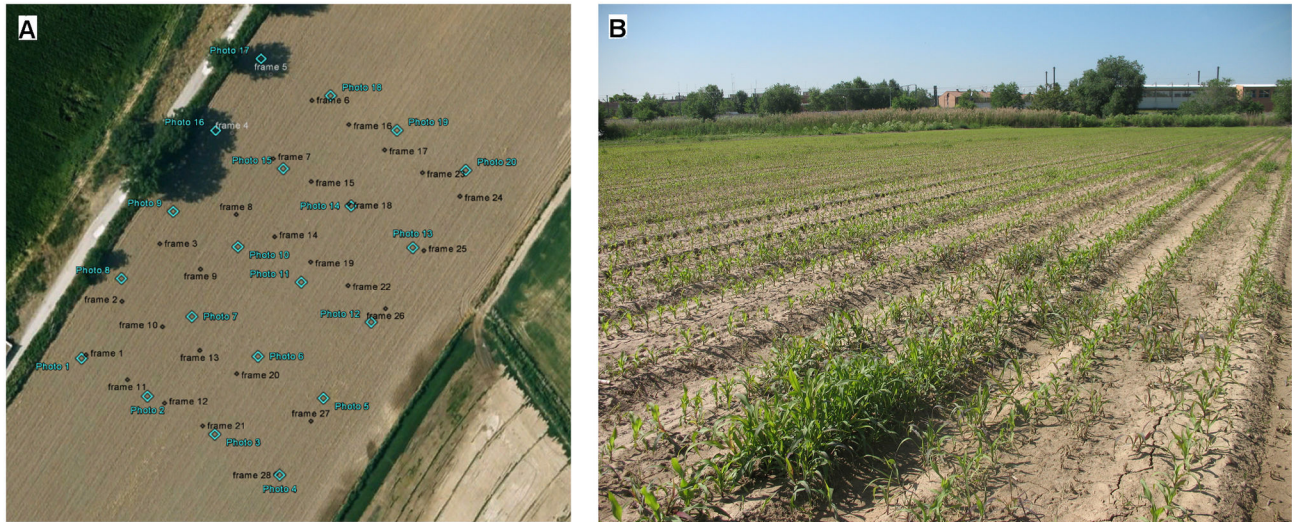 A
B
Photo 17
frame 5
Photo 18
frame 6
Photo 16
frame 4
frame 16
Photo 19
frame 17
frame 7
Photo 15
frame 15
frame 23
Photo 20
frame 24
Photo 9
frame 8
Photo 14
frame 18
frame 3
frame 14
Photo 13
frame 25
Photo 10
frame 19
Photo 8
frame 9
Photo 11
frame 22
frame 2
Photo 7
frame 10
Photo 12
frame 26
frame 1
Photo 1
frame 13
Photo 6
frame 20
frame 11
Photo 2
frame 12
Photo 5
frame 27
frame 21
Photo 3
frame 28
Photo 4